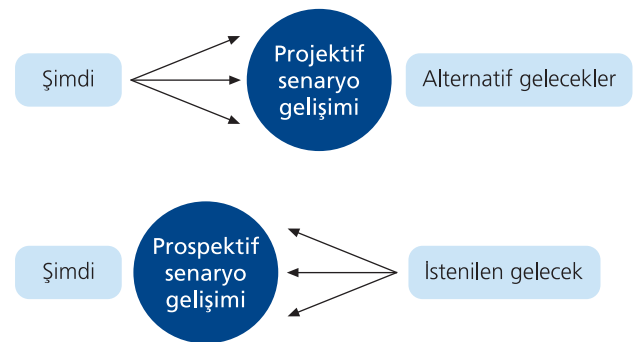 Şimdi
Projektif
senaryo
gelişimi
Alternatif gelecekler
Şimdi
Prospektif
senaryo
gelişimi
İstenilen gelecek